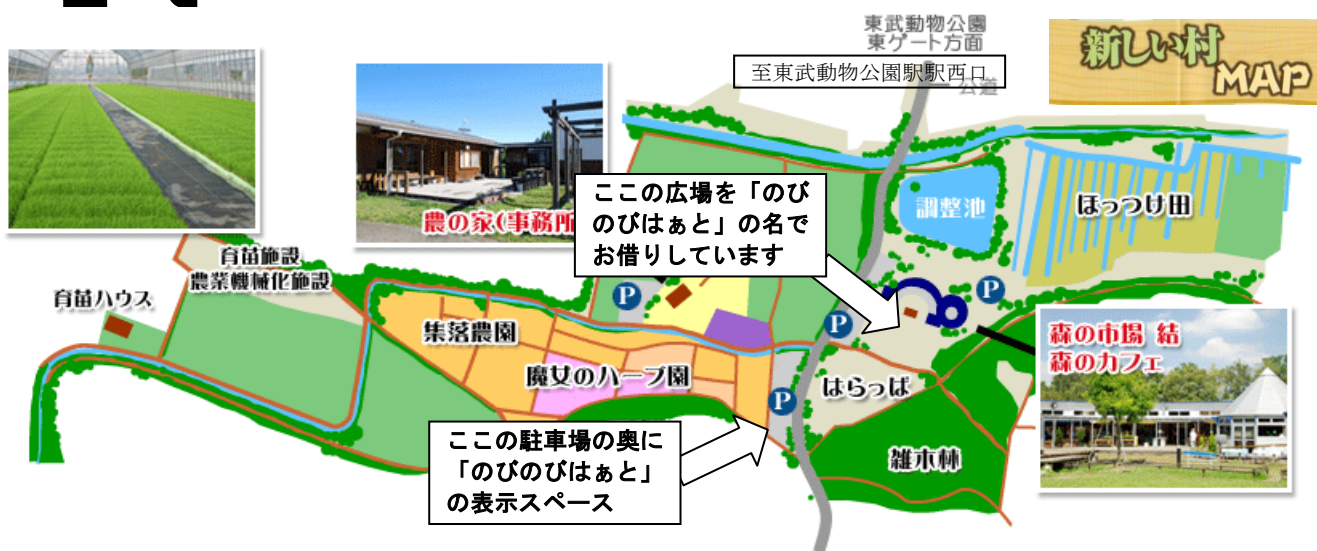 東武動物公園
東ゲート方面
至東武動物公園駅駅西口
公道
新しい村
MAP
農の家(事務所
ここの広場を「のび
のびはぁと」の名で
お借りしています
調整池
ほっつけ田
育苗施設
農業機械化施設
育苗ハウス
P
P
P
集落農園
森の市場 結
森のカフェ
魔女のハーブ園
はらっぱ
P
ここの駐車場の奥に
「のびのびはぁと」
の表示スペース
雑木林